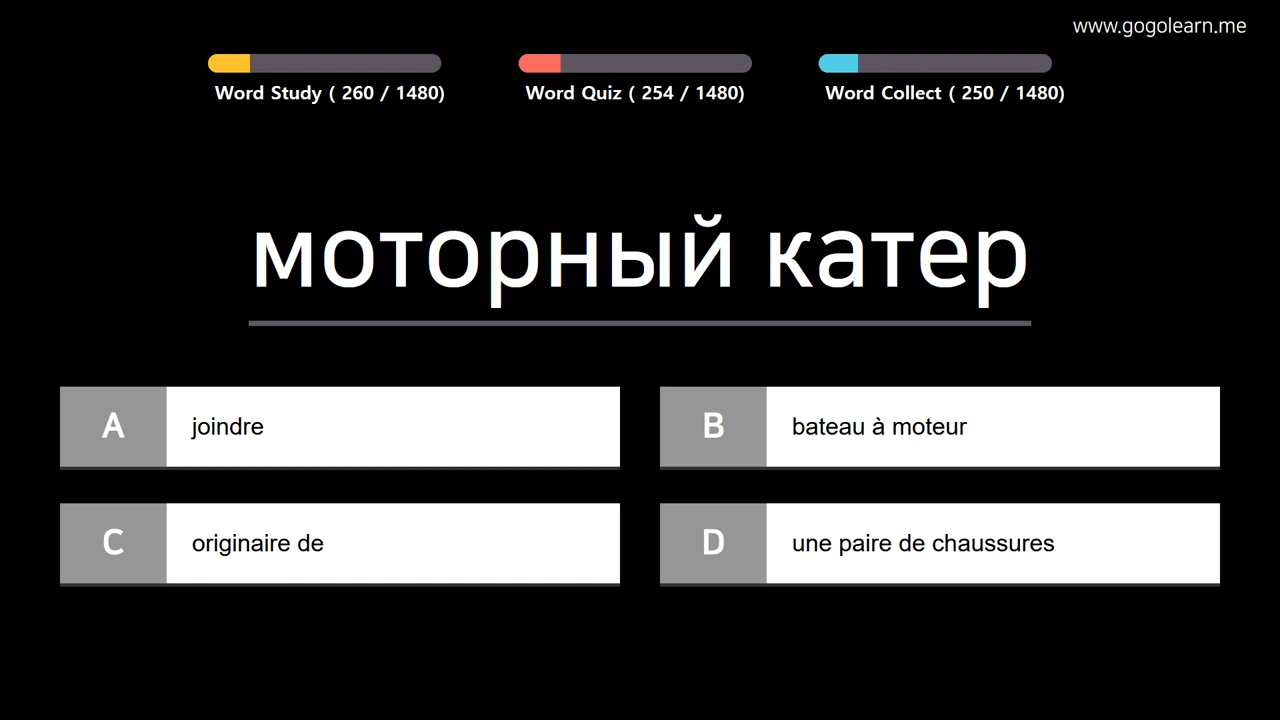 www.gogolearn.me
Word Study ( 260 / 1480)
Word Quiz ( 254 / 1480)
Word Collect ( 250 / 1480)
моторный катер
A
joindre
B
bateau à moteur
C
originaire de
D
une paire de chaussures